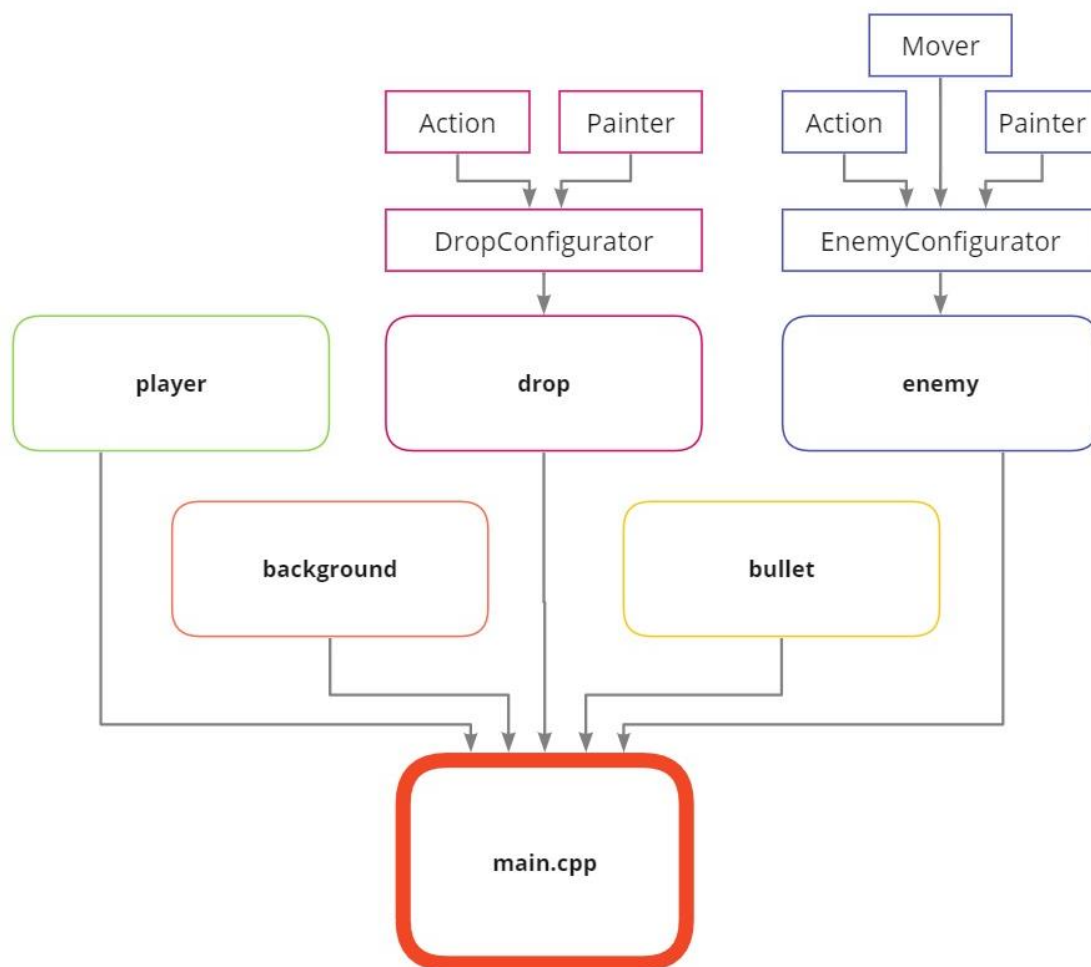 Mover
Action
Painter
Action
Painter
DropConfigurator
EnemyConfigurator
player
drop
enemy
background
bullet
main.cpp